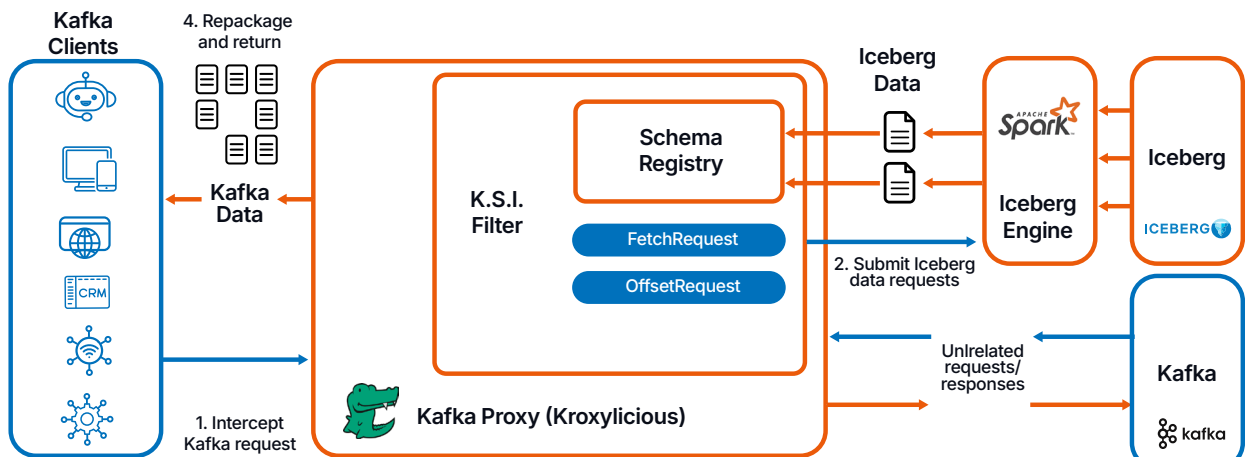 Kafka
Clients
4. Repackage
and return
Kafka
Data
CRM
1. Intercept
Kafka request
K.S.I.
Filter
Schema
Registry
FetchRequest
OffsetRequest
Kafka Proxy (Kroxylicious)
Iceberg
Data
2. Submit Iceberg
data requests
APACHE
Spark
Iceberg
Engine
Iceberg
ICEBERG
Unlrelated
requests/
responses
Kafka
kafka